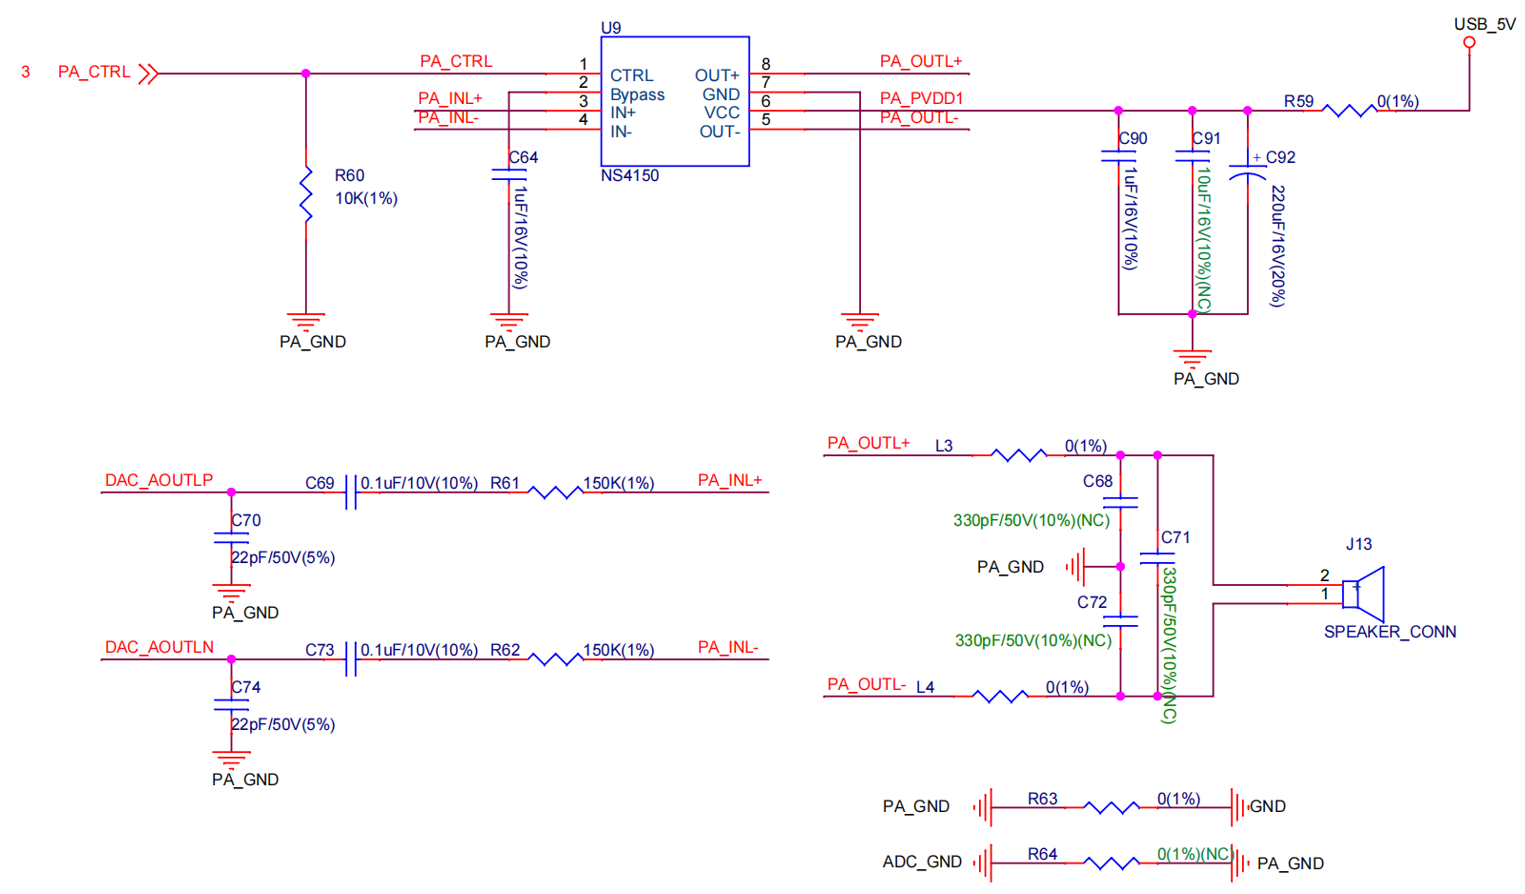 USB_5V
U9
3 PA_CTRL
PA_CTRL 1 CTRL OUT+ 8 PA_OUTL+
2 Bypass GND 7
PA_INL+ 3 IN+ VCC 6 PA_PVDD1 R59 0(1%)
PA_INL- 4 IN- OUT- 5 PA_OUTL-
NS4150
R60
10K(1%)
C64
1uF/16V(10%)
C90
1uF/16V(10%)
C91
10uF/16V(10%)(NC)
+ C92
220uF/16V(20%)
PA_GND
PA_GND
PA_GND
PA_GND
DAC_AOUTLP C69 0.1uF/10V(10%) R61 150K(1%) PA_INL+
C70
22pF/50V(5%)
PA_GND
DAC_AOUTLN C73 0.1uF/10V(10%) R62 150K(1%) PA_INL-
C74
22pF/50V(5%)
PA_GND
PA_OUTL+ L3 0(1%)
C68
330pF/50V(10%)(NC)
C71
330pF/50V(10%)(NC)
PA_GND
C72
330pF/50V(10%)(NC)
PA_OUTL- L4 0(1%)
J13
2
1
+
SPEAKER_CONN
PA_GND R63 0(1%) GND
ADC_GND R64 0(1%)(NC) PA_GND